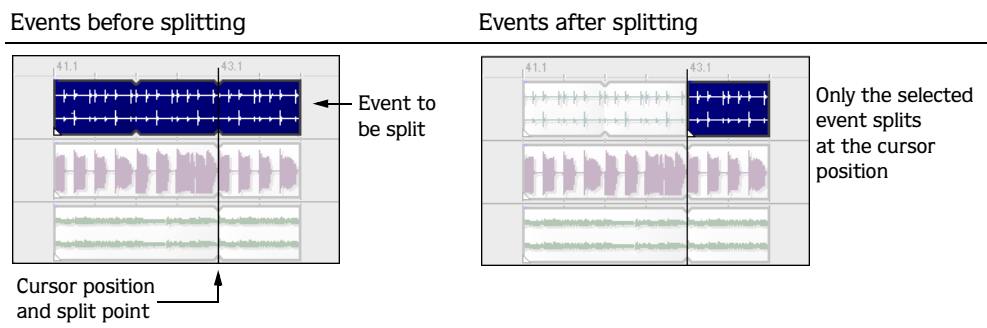 Events before splitting
Events after splitting
41.1 43.1
41.1 43.1
Event to
be split
Only the selected
event splits
at the cursor
position
Cursor position
and split point